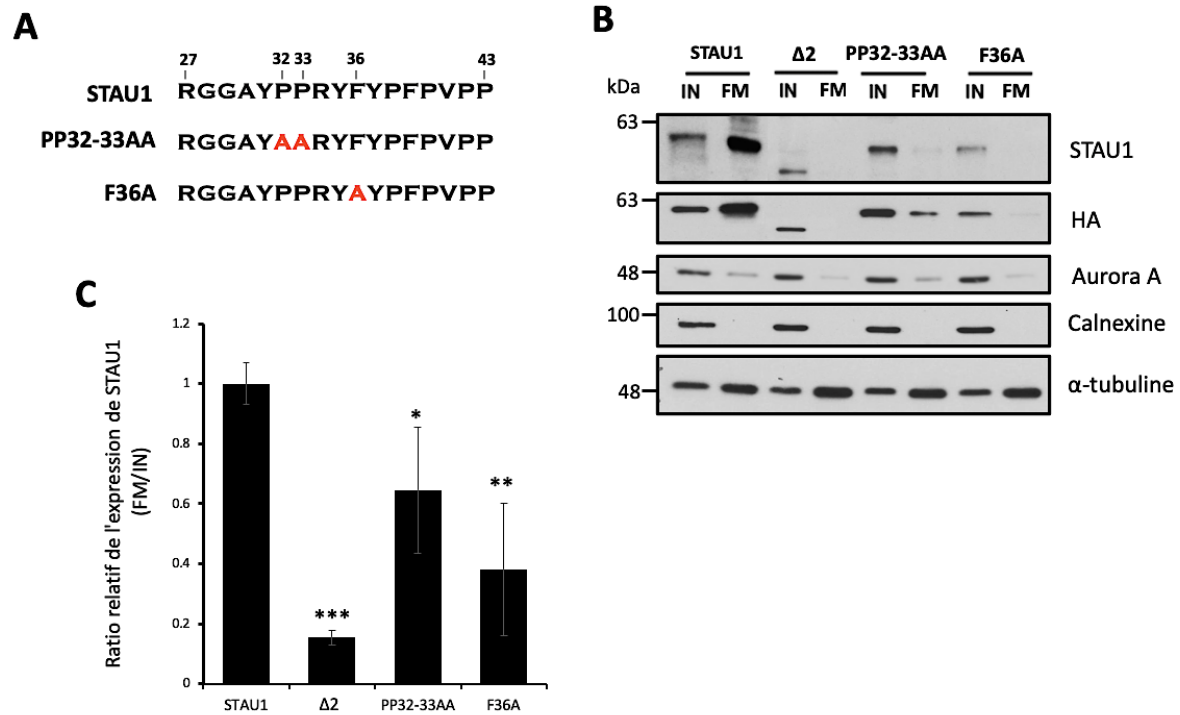 A
27 32 33 36 43
STAU1 RGGAYPPRYFYPFPVPP
PP32-33AA RGGAYAARYFYPFPVPP
F36A RGGAYPPRYAYPFPVPP
B
STAU1 Δ2 PP32-33AA F36A
kDa IN FM IN FM IN FM IN FM
63 STAU1
63 HA
48 Aurora A
100 Calnexine
48 α-tubuline
C
Ratio relatif de l'expression de STAU1
(FM/IN)
1.2
1
0.8
0.6
0.4
0.2
0
*
**
***
STAU1 Δ2 PP32-33AA F36A